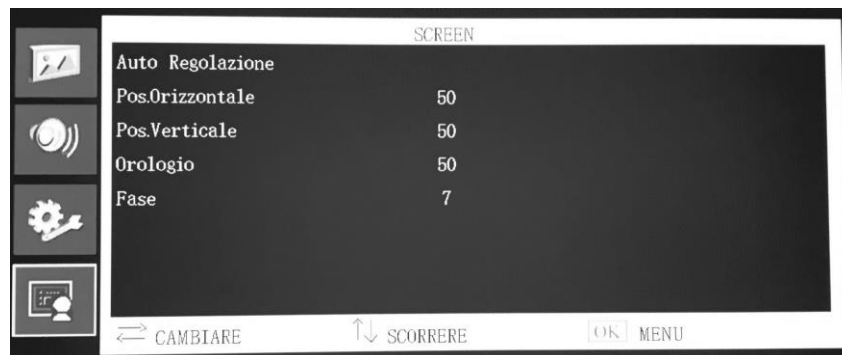 SCREEN
Auto Regolazione
Pos.Orizzontale 50
Pos.Verticale 50
Orologio 50
Fase 7
CAMBIARE SCORRERE OK MENU